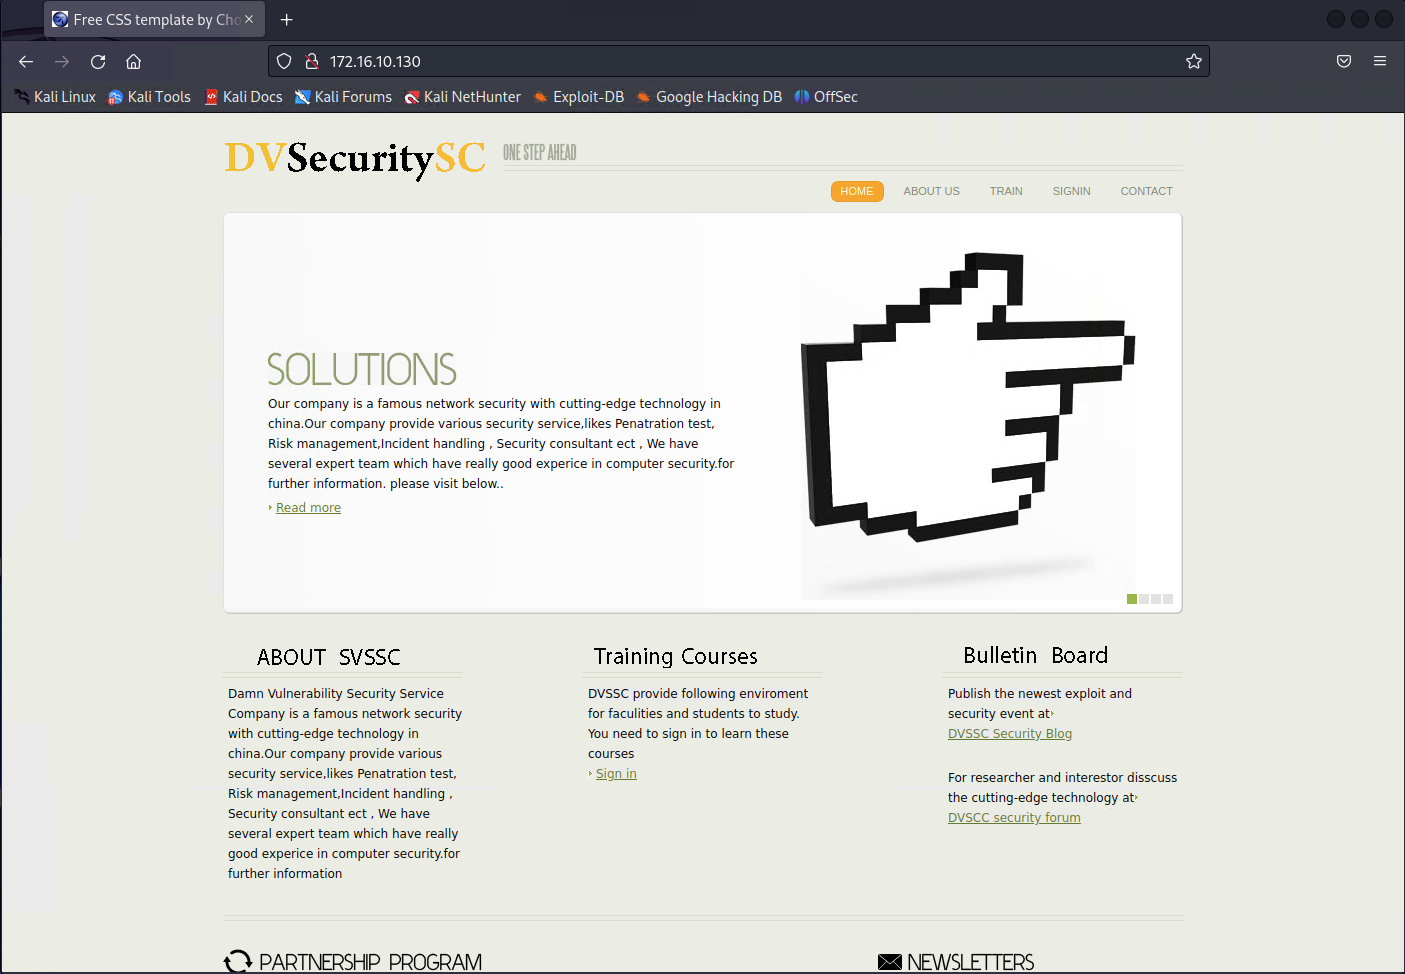 Free CSS template by Cho
172.16.10.130
Kali Linux Kali Tools Kali Docs Kali Forums Kali NetHunter Exploit-DB Google Hacking DB OffSec
DVSecuritySC ONE STEP AHEAD
HOME ABOUT US TRAIN SIGNIN CONTACT
SOLUTIONS
Our company is a famous network security with cutting-edge technology in
china.Our company provide various security service,likes Penatration test,
Risk management,Incident handling , Security consultant ect , We have
several expert team which have really good experice in computer security.for
further information. please visit below..
Read more
ABOUT SVSSC
Damn Vulnerability Security Service
Company is a famous network security
with cutting-edge technology in
china.Our company provide various
security service,likes Penatration test,
Risk management,Incident handling ,
Security consultant ect , We have
several expert team which have really
good experice in computer security.for
further information
Training Courses
DVSSC provide following enviroment
for faculities and students to study.
You need to sign in to learn these
courses
Sign in
Bulletin Board
Publish the newest exploit and
security event at
DVSSC Security Blog
For researcher and interestor disscuss
the cutting-edge technology at
DVSCC security forum
PARTNERSHIP PROGRAM
NEWSLETTERS